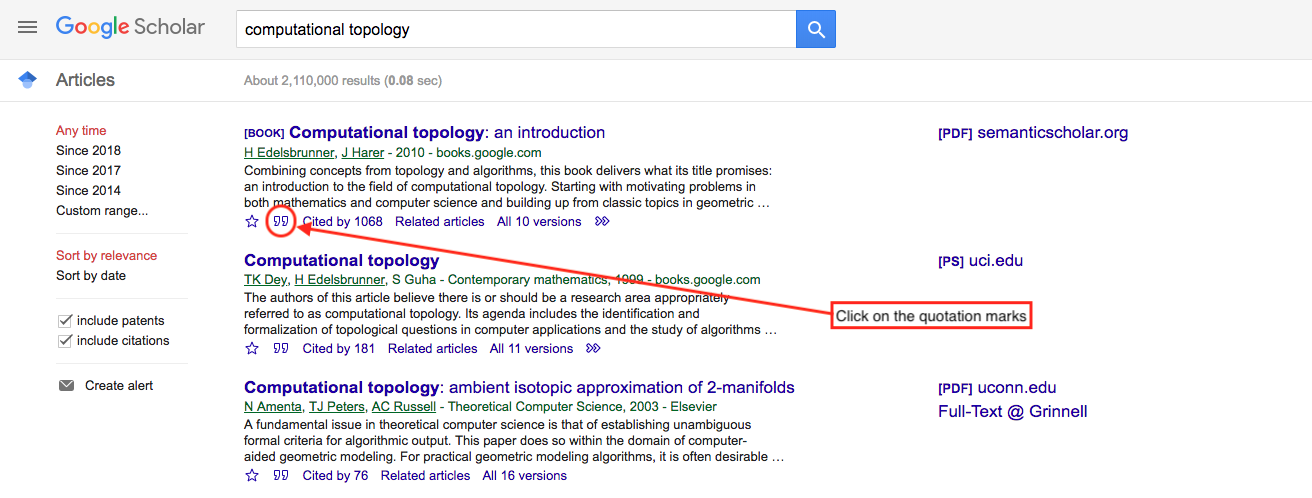 Google Scholar
computational topology
Articles
About 2,110,000 results (0.08 sec)
Any time
Since 2018
Since 2017
Since 2014
Custom range...
Sort by relevance
Sort by date
include patents
include citations
Create alert
[BOOK] Computational topology: an introduction
H Edelsbrunner, J Harer - 2010 - books.google.com
Combining concepts from topology and algorithms, this book delivers what its title promises:
an introduction to the field of computational topology. Starting with motivating problems in
both mathematics and computer science and building up from classic topics in geometric …
Cited by 1068 Related articles All 10 versions
[PDF] semanticscholar.org
Computational topology
TK Dey, H Edelsbrunner, S Guha - Contemporary mathematics, 1999 - books.google.com
The authors of this article believe there is or should be a research area appropriately
referred to as computational topology. Its agenda includes the identification and
formalization of topological questions in computer applications and the study of algorithms …
Cited by 181 Related articles All 11 versions
[PS] uci.edu
Click on the quotation marks
Computational topology: ambient isotopic approximation of 2-manifolds
N Amenta, TJ Peters, AC Russell - Theoretical Computer Science, 2003 - Elsevier
A fundamental issue in theoretical computer science is that of establishing unambiguous
formal criteria for algorithmic output. This paper does so within the domain of computer-
aided geometric modeling. For practical geometric modeling algorithms, it is often desirable …
Cited by 76 Related articles All 16 versions
[PDF] uconn.edu
Full-Text @ Grinnell